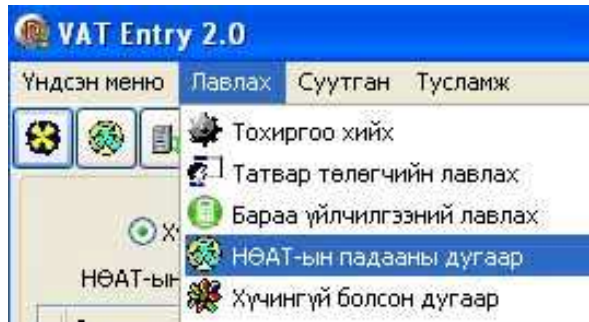 VAT Entry 2.0
Үндсэн меню Лавлах Суутган Тусламж
Тохиргоо хийх
Татвар төлөгчийн лавлах
Бараа үйлчилгээний лавлах
НӨАТ-ын падааны дугаар
Хүчингүй болсон дугаар
НӨАТ-ын